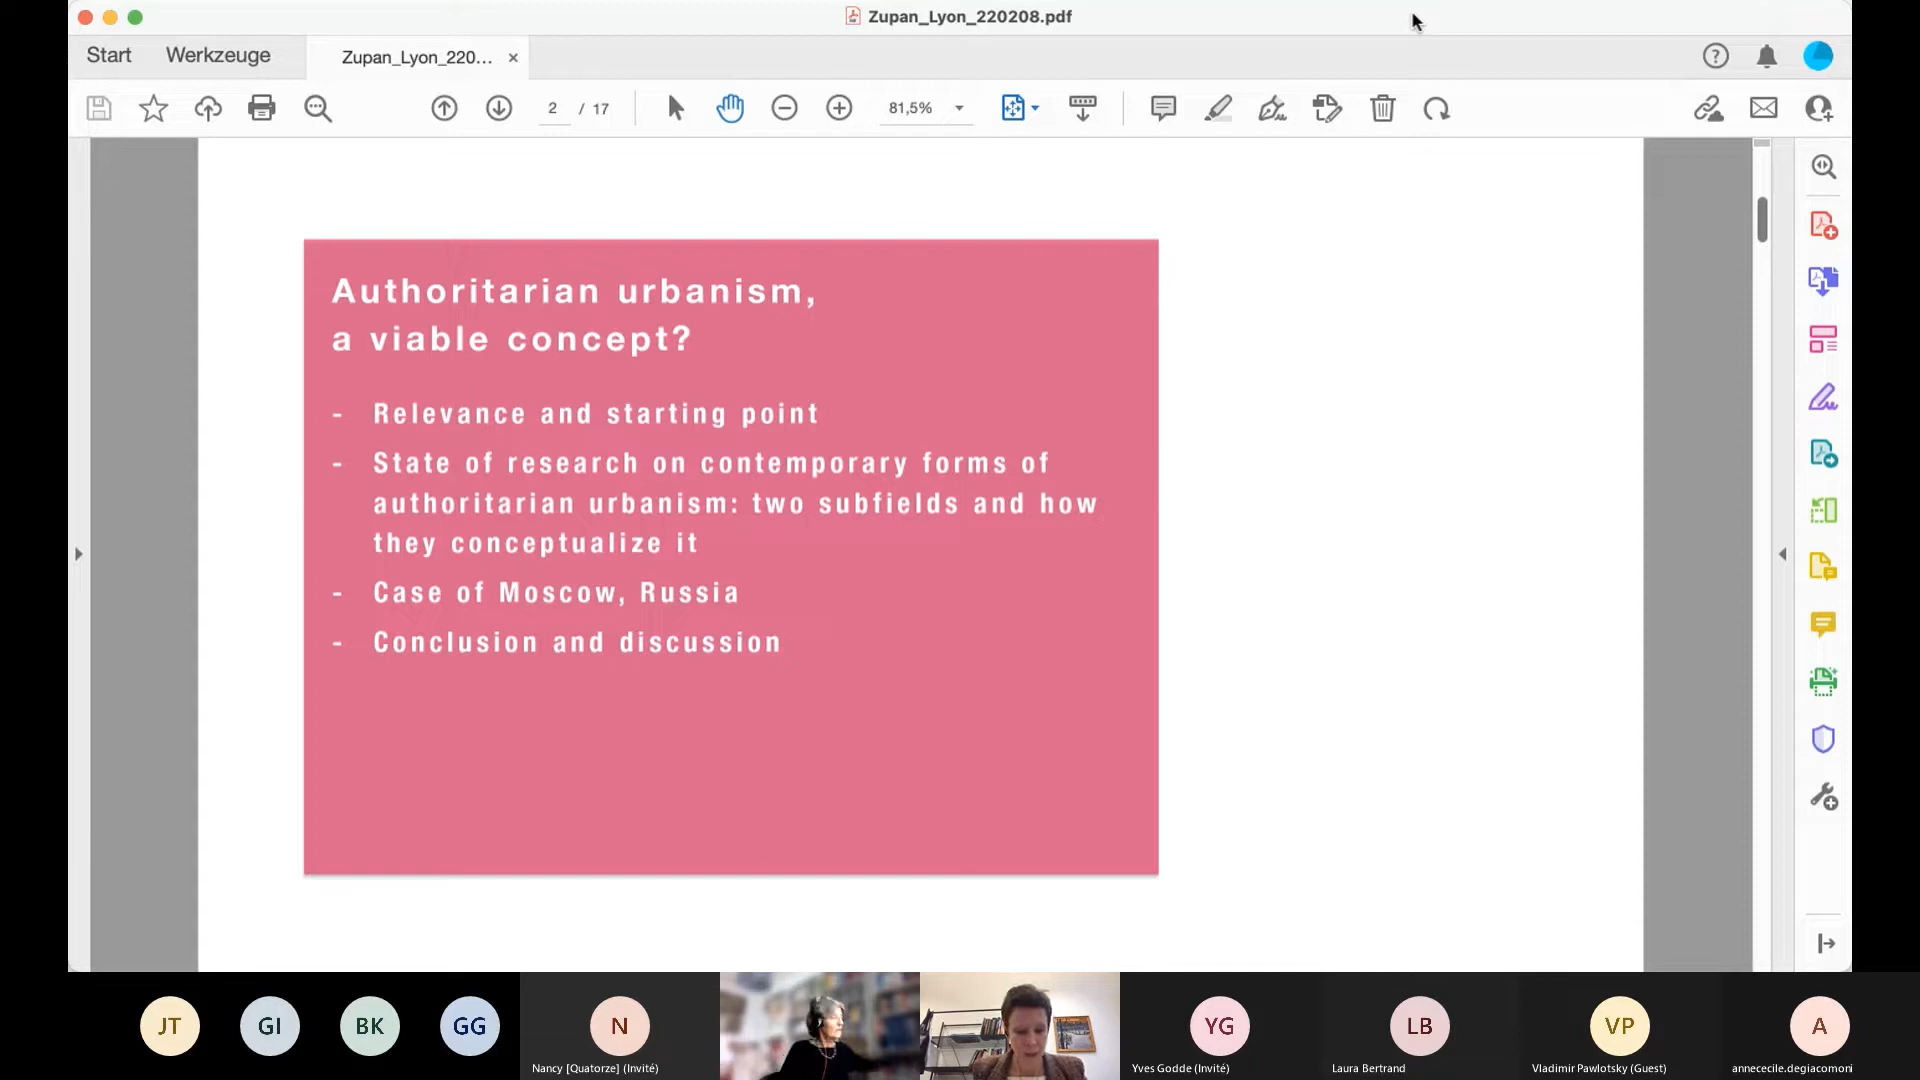 Zupan_Lyon_220208.pdf
Start
Werkzeuge
Zupan_Lyon_220...
2 / 17
81,5%
Authoritarian urbanism,
a viable concept?
- Relevance and starting point
- State of research on contemporary forms of
authoritarian urbanism: two subfields and how
they conceptualize it
- Case of Moscow, Russia
- Conclusion and discussion
JT
GI
BK
GG
N
YG
LB
VP
A
Nancy [Quatorze] (Invité)
Yves Godde (Invité)
Laura Bertrand
Vladimir Pawlotsky (Guest)
annececile.degiacomoni